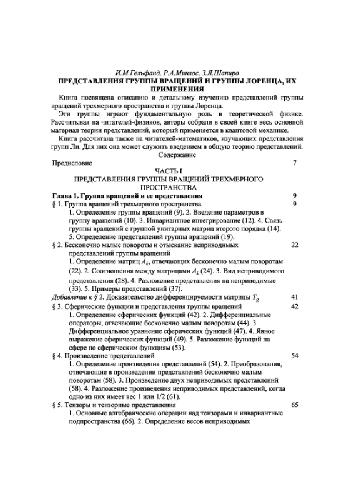 И.М.Гельфанд, Р.А.Минлос, З.Я.Шапиро
ПРЕДСТАВЛЕНИЯ ГРУППЫ ВРАЩЕНИЙ И ГРУППЫ ЛОРЕНЦА, ИХ
ПРИМЕНЕНИЯ
Книга посвящена описанию и детальному изучению представлений группы
вращений трехмерного пространства и группы Лоренца.
Эти группы играют фундаментальную роль в теоретической физике.
Рассчитывая на читателей-физиков, авторы собрали в своей книге весь основной
материал теории представлений, который применяется в квантовой механике.
Книга рассчитана также на читателей-математиков, изучающих представления
групп Ли. Для них она может служить введением в общую теорию представлений.
Содержание
Предисловие 7
ЧАСТЬ I
ПРЕДСТАВЛЕНИЯ ГРУППЫ ВРАЩЕНИЙ ТРЕХМЕРНОГО
ПРОСТРАНСТВА
Глава 1. Группа вращений и ее представления 9
§ 1. Группа вращений трехмерного пространства 9
1. Определение группы вращений (9). 2. Введение параметров в
группу вращений (10). 3. Инвариантное интегрирование (12). 4. Связь
группы вращений с группой унитарных матриц второго порядка (14).
5. Определение представлений группы вращений (19).
§ 2. Бесконечно малые повороты и отыскание неприводимых 22
представлений группы вращений
1. Определение матриц A, отвечающих бесконечно малым поворотам
(22). 2. Соотношения между матрицами A (24). 3. Вид неприводимого
представления (28). 4. Разложение представления на неприводимые
(33). 5. Примеры представлений (37).
Добавление к § 2. Доказательство дифференцируемости матрицы T 41
§ 3. Сферические функции и представления группы вращений 42
1. Определение сферических функций (42). 2. Дифференциальные
операторы, отвечающие бесконечно малым поворотам (44). 3
Дифференциальное уравнение сферических функций (47). 4. Явное
выражение сферических функций (49). 5. Разложение функций на
сфере по сферическим функциям (53).
§ 4. Произведение представлений 54
1. Определение произведения представлений (54). 2. Преобразования,
отвечающие в произведении представлений бесконечно малым
поворотам (56). 3. Произведение двух неприводимых представлений
(58). 4. Разложение произведения неприводимых представлений, когда
одно из них имеет вес 1 или 1/2 (61).
§ 5. Тензоры и тензорные представления 65
1. Основные алгебраические операции над тензорами и инвариантные
подпространства (66). 2. Определение весов неприводимых